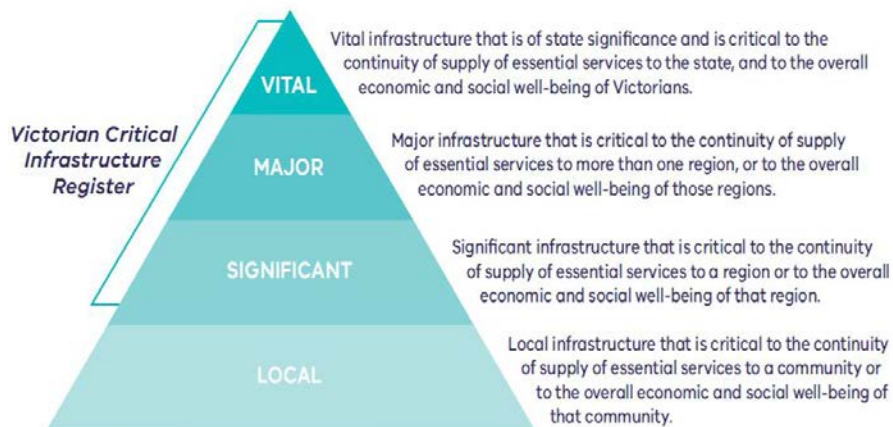 Victorian Critical
Infrastructure
Register
VITAL
Vital infrastructure that is of state significance and is critical to the
continuity of supply of essential services to the state, and to the overall
economic and social well-being of Victorians.
MAJOR
Major infrastructure that is critical to the continuity of supply
of essential services to more than one region, or to the overall
economic and social well-being of those regions.
SIGNIFICANT
Significant infrastructure that is critical to the continuity
of supply of essential services to a region or to the overall
economic and social well-being of that region.
LOCAL
Local infrastructure that is critical to the continuity
of supply of essential services to a community or
to the overall economic and social well-being of
that community.